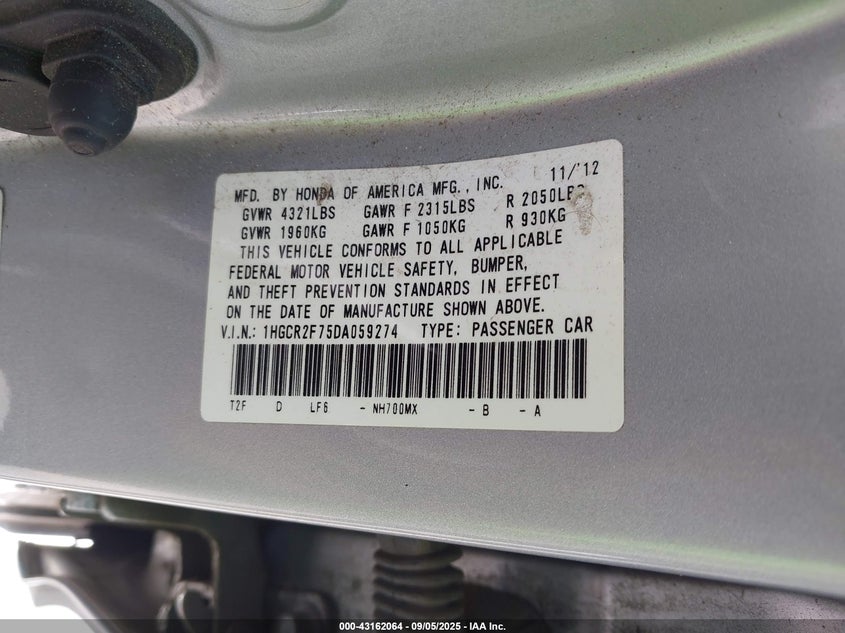 MFD. BY HONDA OF AMERICA MFG., INC. 11/'12
GVWR 4321LBS GAWR F 2315LBS R 2050LBS
GVWR 1960KG GAWR F 1050KG R 930KG
THIS VEHICLE CONFORMS TO ALL APPLICABLE
FEDERAL MOTOR VEHICLE SAFETY, BUMPER,
AND THEFT PREVENTION STANDARDS IN EFFECT
ON THE DATE OF MANUFACTURE SHOWN ABOVE.
V.I.N.: 1HGCR2F75DA059274 TYPE: PASSENGER CAR
T2F D LF6 - NH700MX - B - A
000-43162064 - 09/05/2025 - IAA Inc.